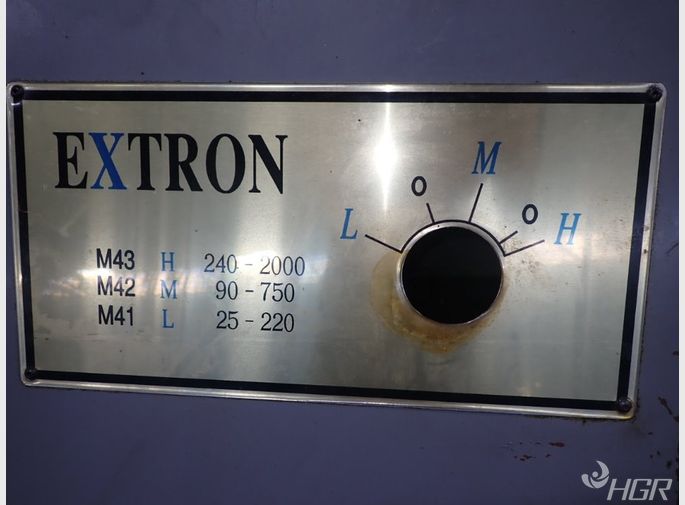 EXTRON
L O M O H
M43 H 240 - 2000
M42 M 90 - 750
M41 L 25 - 220
HGR